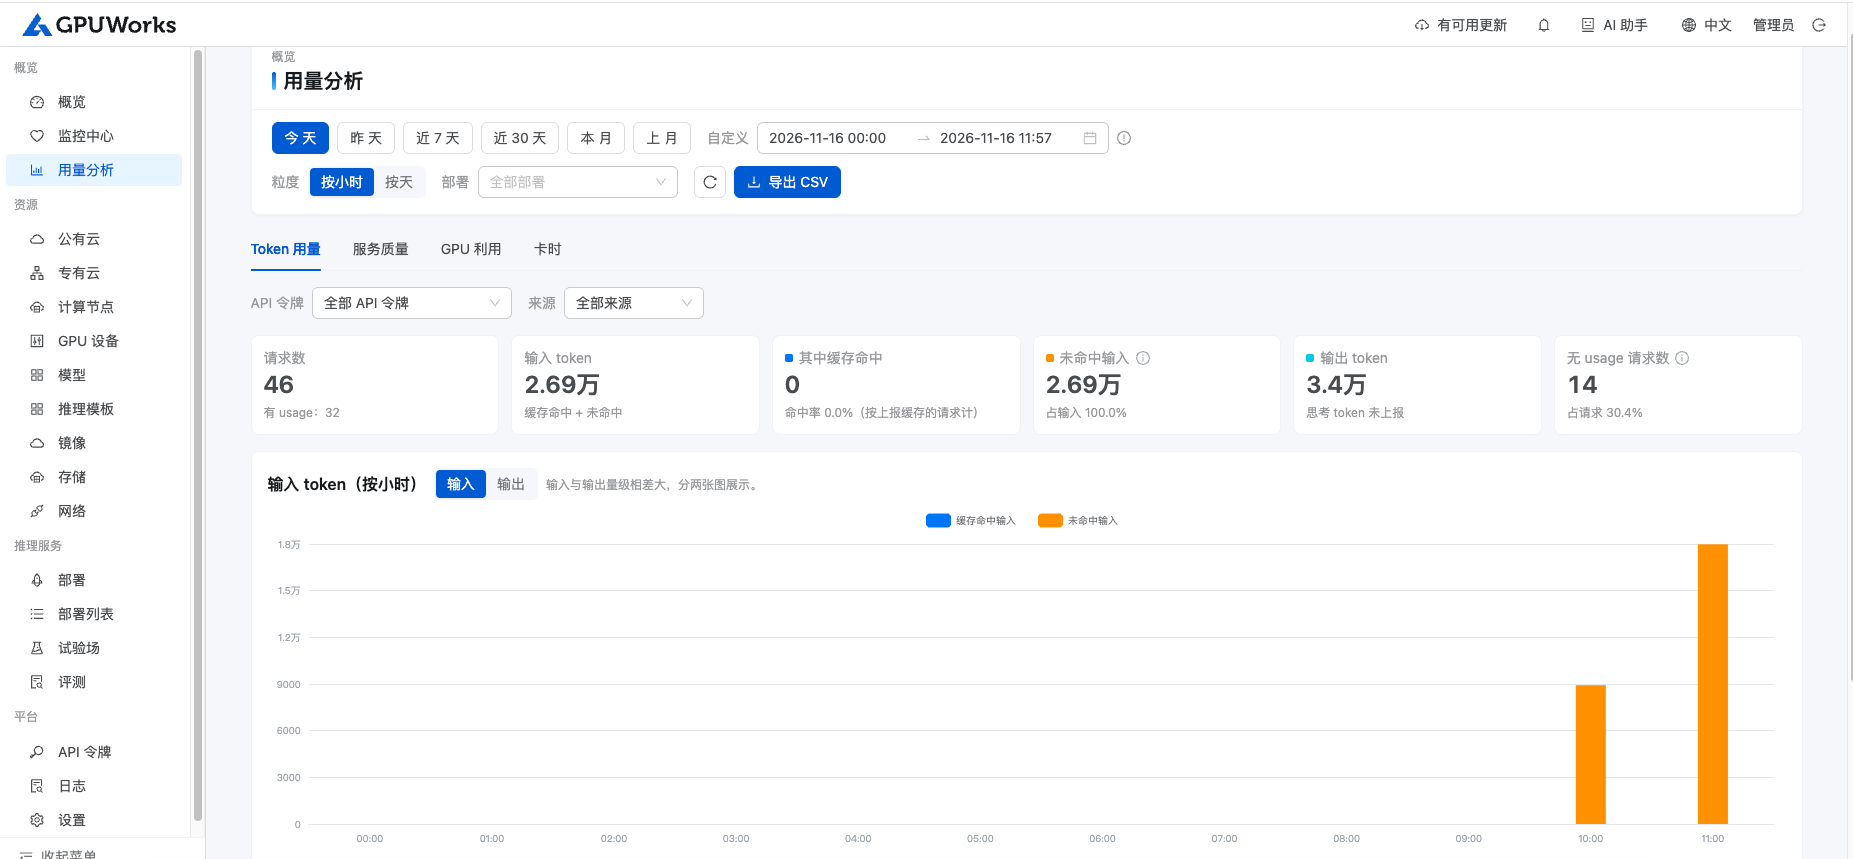 GPUWorks
有可用更新
AI 助手
中文
管理员
概览
概览
监控中心
用量分析
资源
公有云
专有云
计算节点
GPU 设备
模型
推理模板
镜像
存储
网络
推理服务
部署
部署列表
试验场
评测
平台
API 令牌
日志
设置
收起菜单
概览
用量分析
今 天 昨 天 近 7 天 近 30 天 本 月 上 月 自定义 2026-11-16 00:00 → 2026-11-16 11:57
粒度 按小时 按天 部署 全部部署 导出 CSV
Token 用量 服务质量 GPU 利用 卡时
API 令牌 全部 API 令牌 来源 全部来源
请求数
46
有 usage：32
输入 token
2.69万
缓存命中 + 未命中
其中缓存命中
0
命中率 0.0%（按上报缓存的请求计）
未命中输入
2.69万
占输入 100.0%
输出 token
3.4万
思考 token 未上报
无 usage 请求数
14
占请求 30.4%
输入 token（按小时） 输入 输出 输入与输出量级相差大，分两张图展示。
缓存命中输入 未命中输入
1.8万
1.5万
1.2万
9000
6000
3000
0
00:00 01:00 02:00 03:00 04:00 05:00 06:00 07:00 08:00 09:00 10:00 11:00